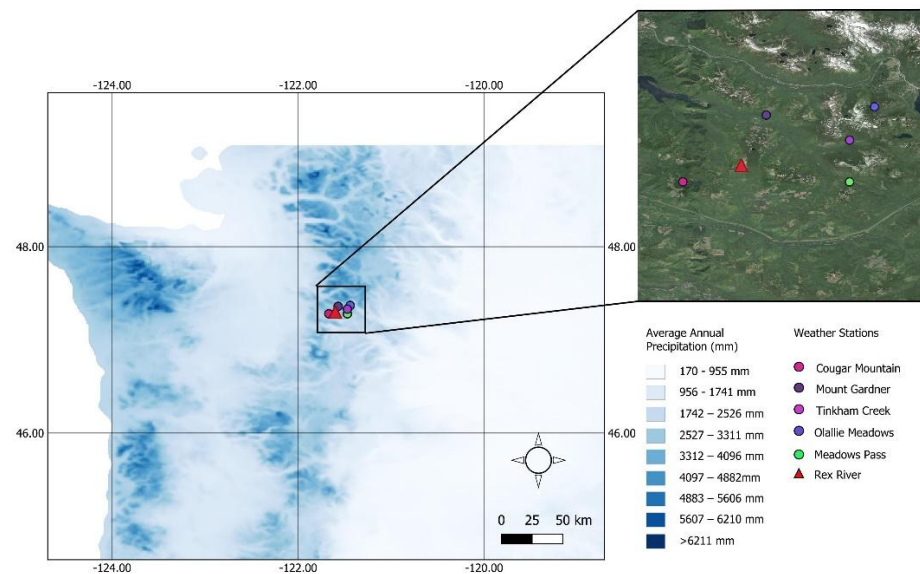 -124.00
-122.00
-120.00
48.00
48.00
46.00
46.00
0 25 50 km
-124.00
-122.00
-120.00
Average Annual
Precipitation (mm)
170 - 955 mm
956 - 1741 mm
1742 – 2526 mm
2527 – 3311 mm
3312 – 4096 mm
4097 – 4882mm
4883 – 5606 mm
5607 – 6210 mm
>6211 mm
Weather Stations
Cougar Mountain
Mount Gardner
Tinkham Creek
Olallie Meadows
Meadows Pass
Rex River